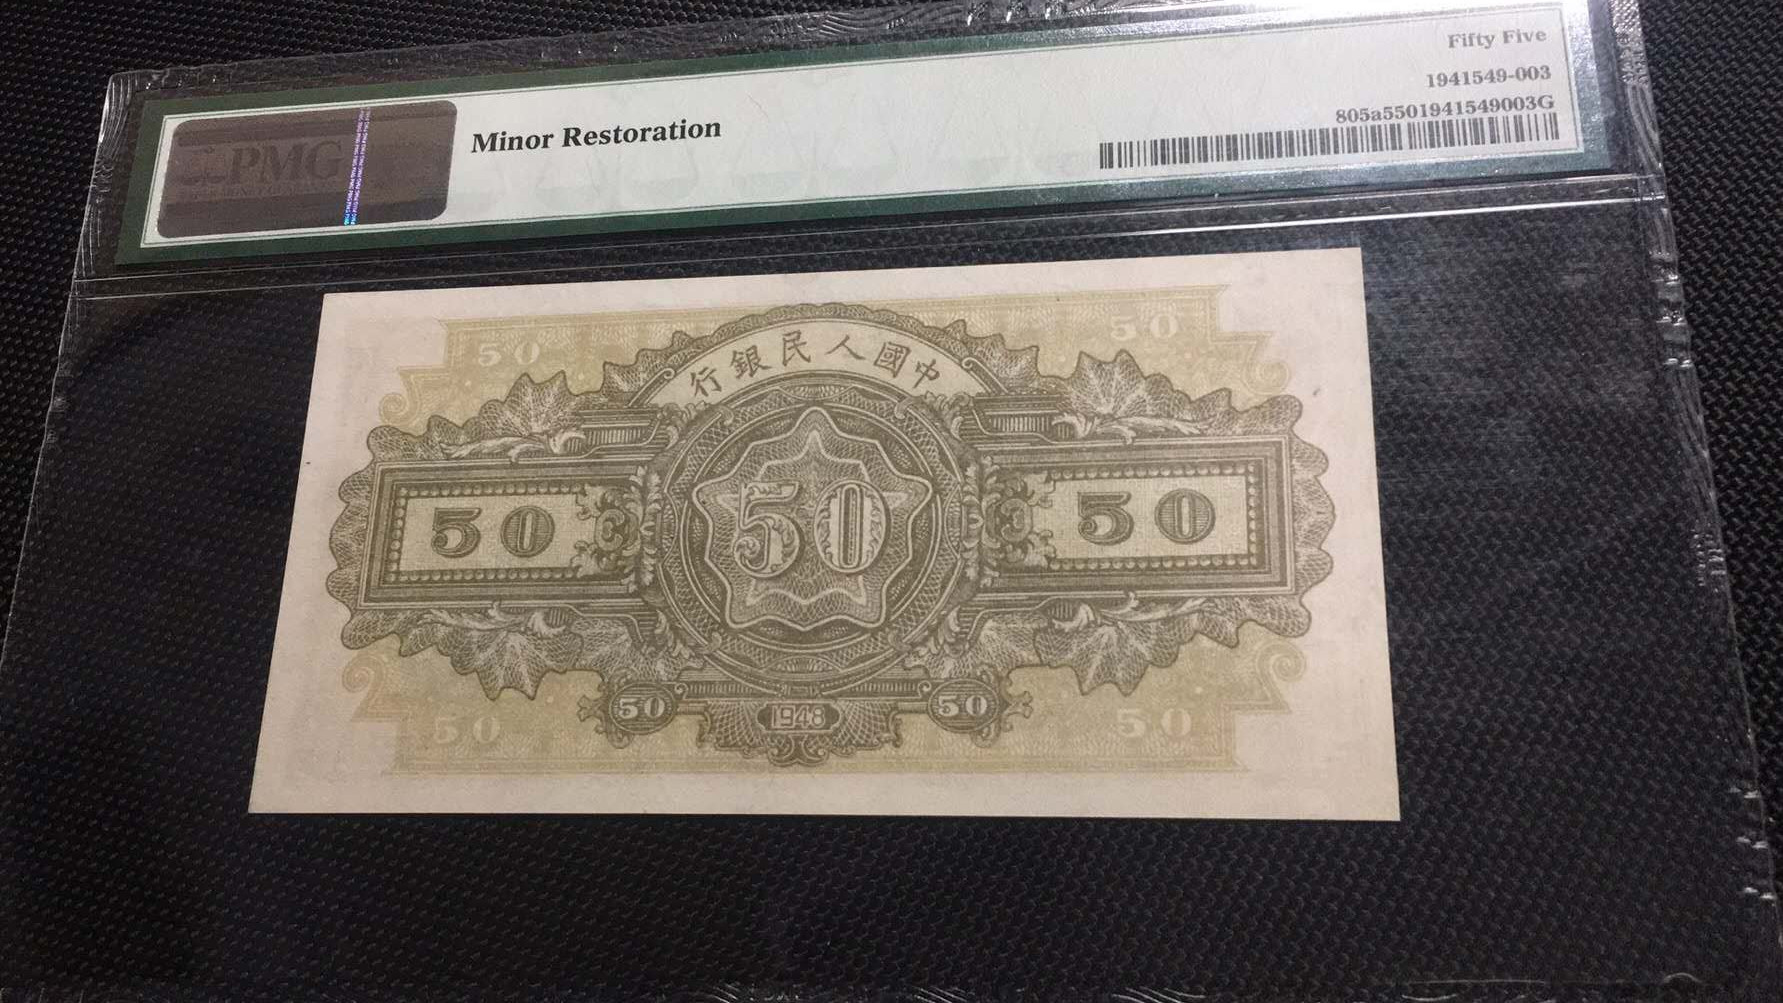 Fifty Five
1941549-003
805a5501941549003G
PMG
Minor Restoration
50 50
行銀民人國中
50 50 50
50 1948 50
50 50